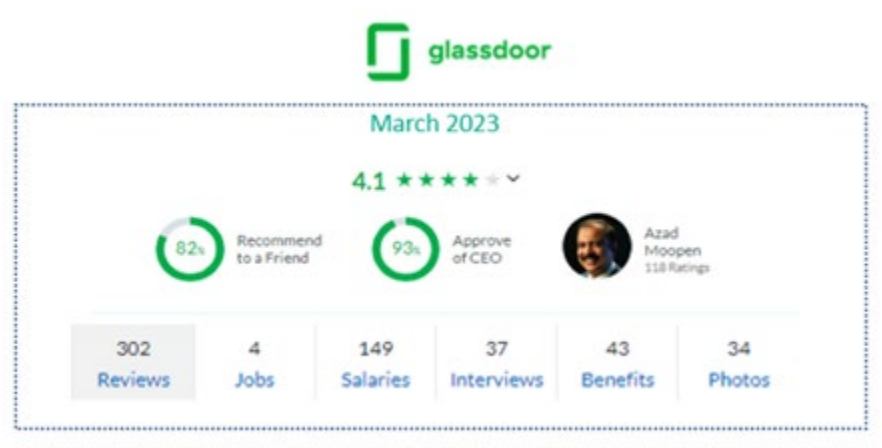 glassdoor
March 2023
4.1
82%
Recommend
to a Friend
93%
Approve
of CEO
Azad
Moopen
118 Ratings
302
Reviews
4
Jobs
149
Salaries
37
Interviews
43
Benefits
34
Photos